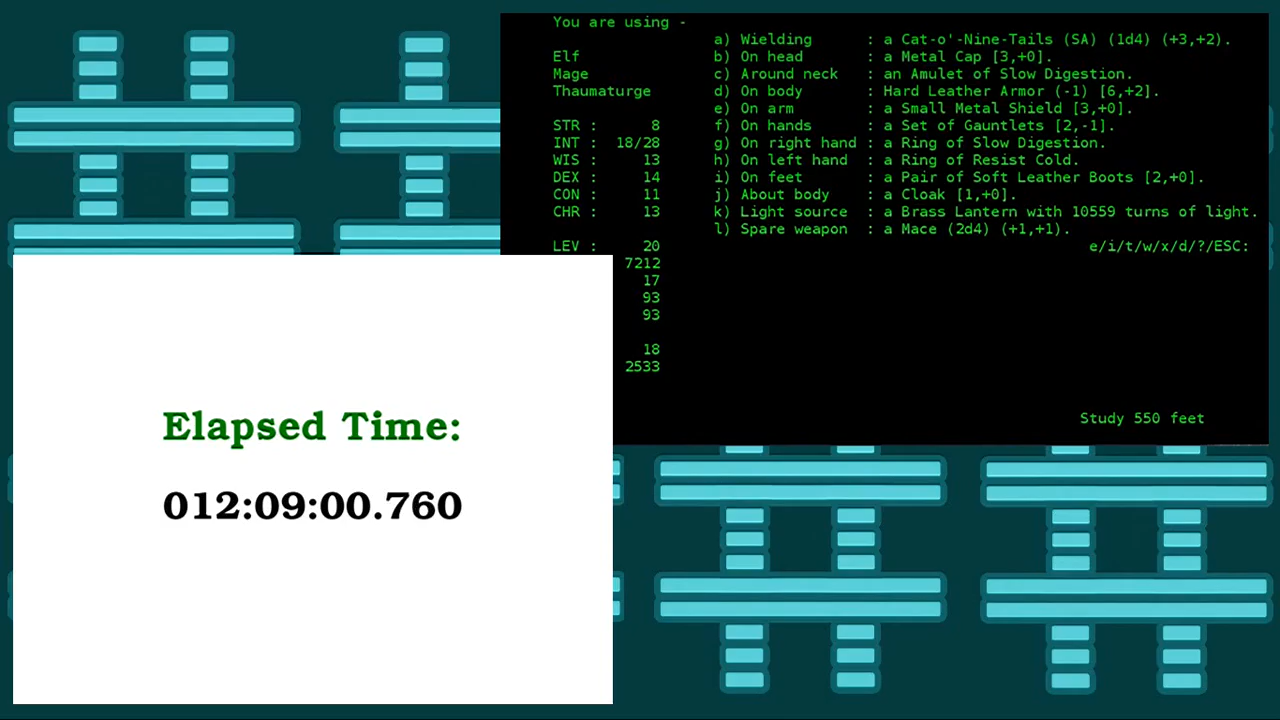 You are using -
a) Wielding : a Cat-o'-Nine-Tails (SA) (1d4) (+3,+2).
Elf b) On head : a Metal Cap [3,+0].
Mage c) Around neck : an Amulet of Slow Digestion.
Thaumaturge d) On body : Hard Leather Armor (-1) [6,+2].
e) On arm : a Small Metal Shield [3,+0].
STR : 8 f) On hands : a Set of Gauntlets [2,-1].
INT : 18/28 g) On right hand : a Ring of Slow Digestion.
WIS : 13 h) On left hand : a Ring of Resist Cold.
DEX : 14 i) On feet : a Pair of Soft Leather Boots [2,+0].
CON : 11 j) About body : a Cloak [1,+0].
CHR : 13 k) Light source : a Brass Lantern with 10559 turns of light.
l) Spare weapon : a Mace (2d4) (+1,+1).
LEV : 20 e/i/t/w/x/d/?/ESC:
7212
17
93
93
18
2533
Study 550 feet
Elapsed Time:
012:09:00.760